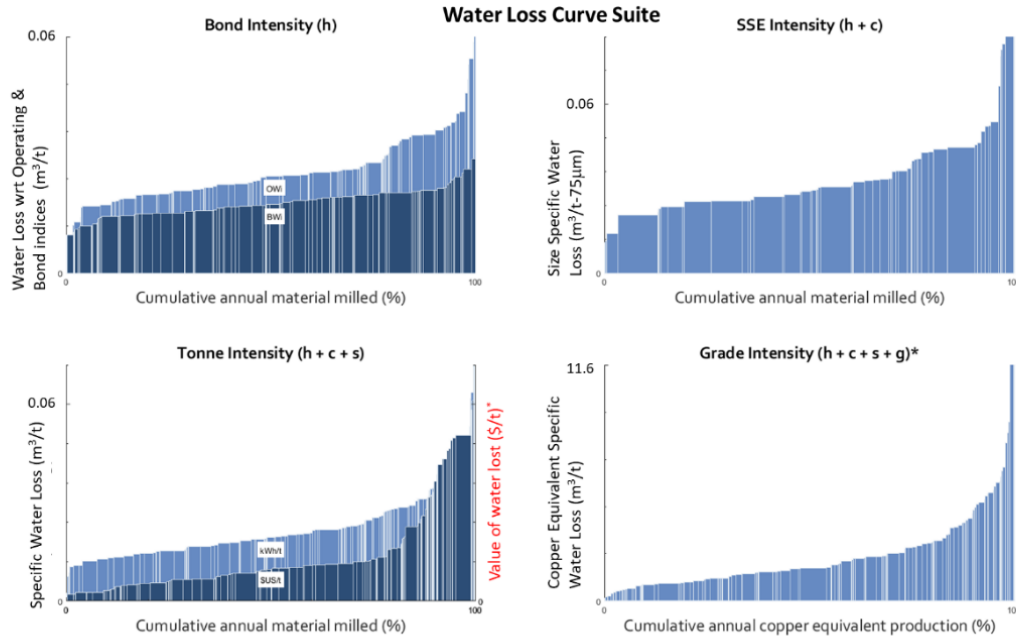 Water Loss Curve Suite
Bond Intensity (h)
0.06
Water Loss wrt Operating &
Bond indices (m³/t)
OWi
BWi
0
0
100
Cumulative annual material milled (%)
SSE Intensity (h + c)
0.06
Size Specific Water
Loss (m³/t-75µm)
0
0
10
Cumulative annual material milled (%)
Tonne Intensity (h + c + s)
0.06
Specific Water Loss (m³/t)
kWh/t
$US/t
Value of water lost ($/t)*
0
0
0
100
Cumulative annual material milled (%)
Grade Intensity (h + c + s + g)*
11.6
Copper Equivalent Specific
Water Loss (m³/t)
0
0
10
Cumulative annual copper equivalent production (%)